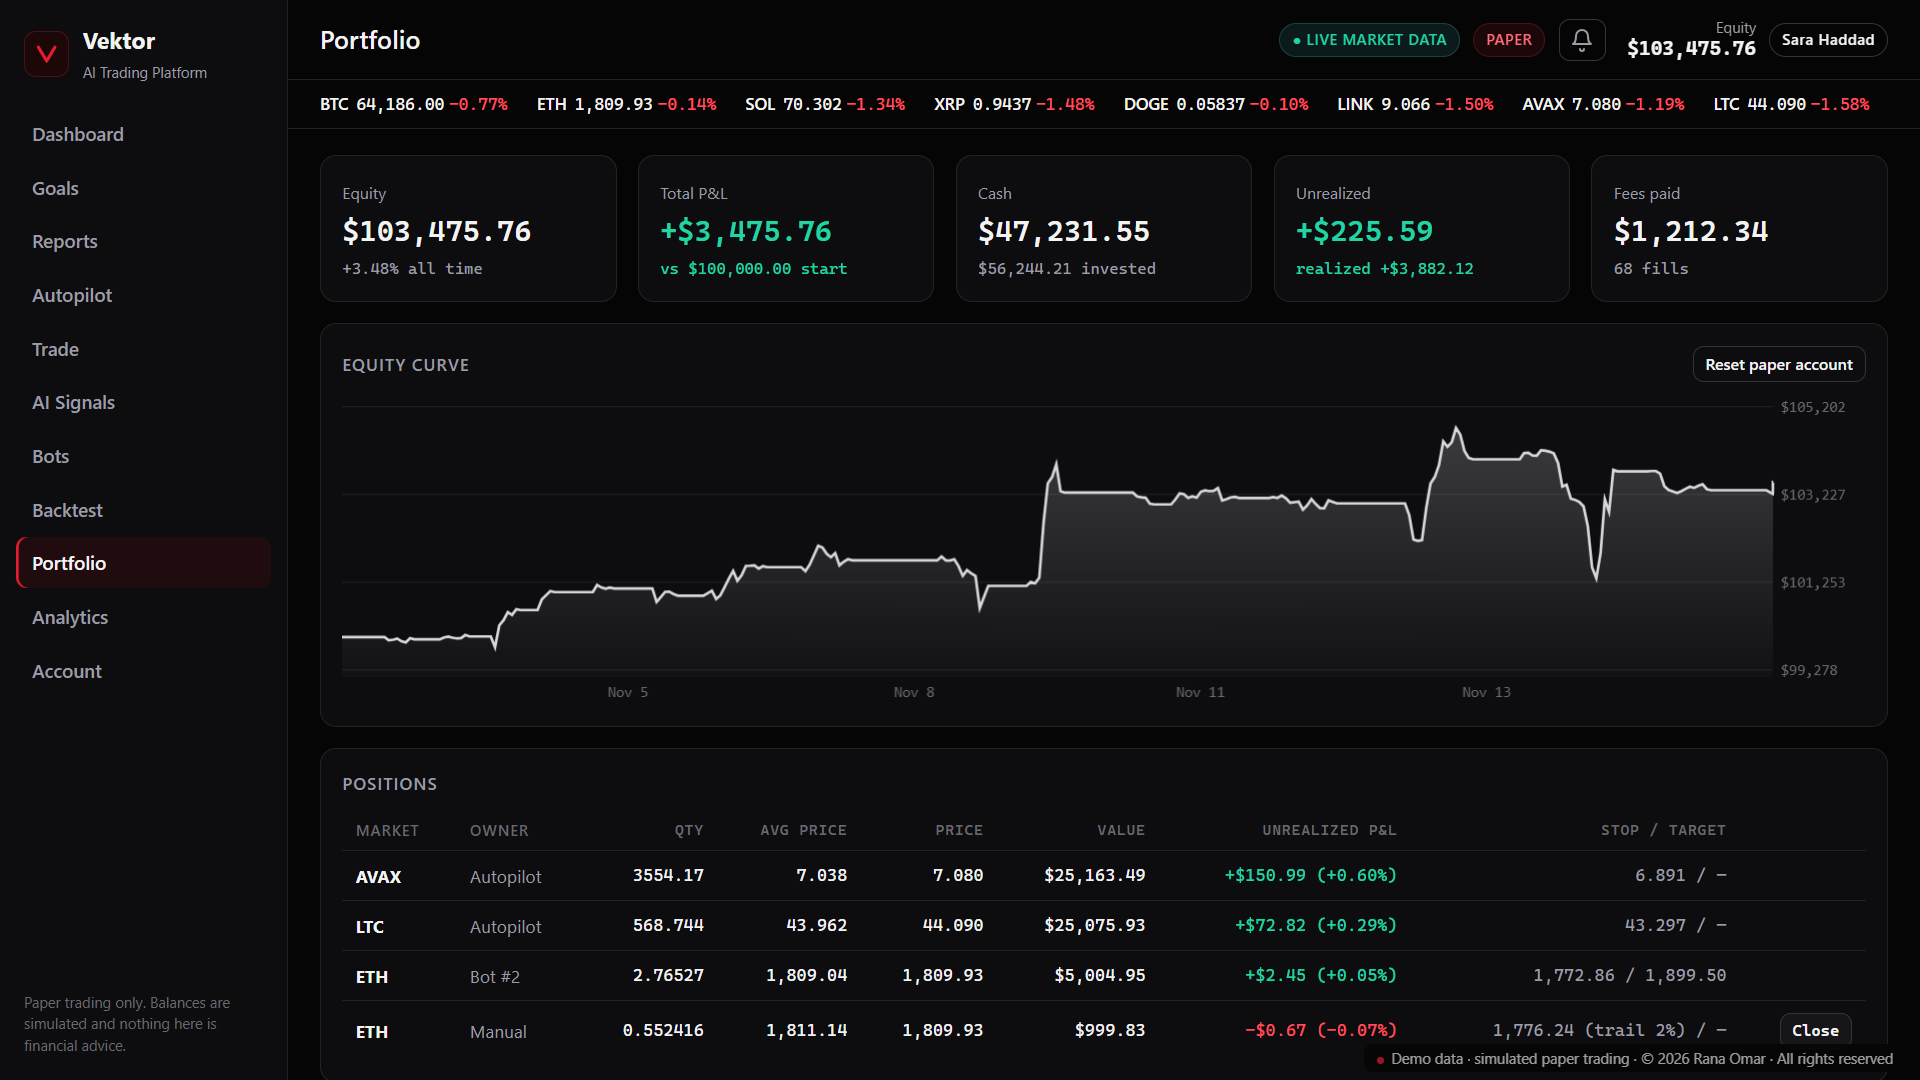 Vektor
AI Trading Platform
Dashboard
Goals
Reports
Autopilot
Trade
AI Signals
Bots
Backtest
Portfolio
Analytics
Account
Paper trading only. Balances are
simulated and nothing here is
financial advice.
Portfolio
● LIVE MARKET DATA
PAPER
Equity
$103,475.76
Sara Haddad
BTC 64,186.00 −0.77% ETH 1,809.93 −0.14% SOL 70.302 −1.34% XRP 0.9437 −1.48% DOGE 0.05837 −0.10% LINK 9.066 −1.50% AVAX 7.080 −1.19% LTC 44.090 −1.58%
Equity
$103,475.76
+3.48% all time
Total P&L
+$3,475.76
vs $100,000.00 start
Cash
$47,231.55
$56,244.21 invested
Unrealized
+$225.59
realized +$3,882.12
Fees paid
$1,212.34
68 fills
EQUITY CURVE
Reset paper account
$105,202
$103,227
$101,253
$99,278
Nov 5 Nov 8 Nov 11 Nov 13
POSITIONS
MARKET OWNER QTY AVG PRICE PRICE VALUE UNREALIZED P&L STOP / TARGET
AVAX Autopilot 3554.17 7.038 7.080 $25,163.49 +$150.99 (+0.60%) 6.891 / —
LTC Autopilot 568.744 43.962 44.090 $25,075.93 +$72.82 (+0.29%) 43.297 / —
ETH Bot #2 2.76527 1,809.04 1,809.93 $5,004.95 +$2.45 (+0.05%) 1,772.86 / 1,899.50
ETH Manual 0.552416 1,811.14 1,809.93 $999.83 −$0.67 (−0.07%) 1,776.24 (trail 2%) / — Close
Demo data · simulated paper trading · © 2026 Rana Omar · All rights reserved